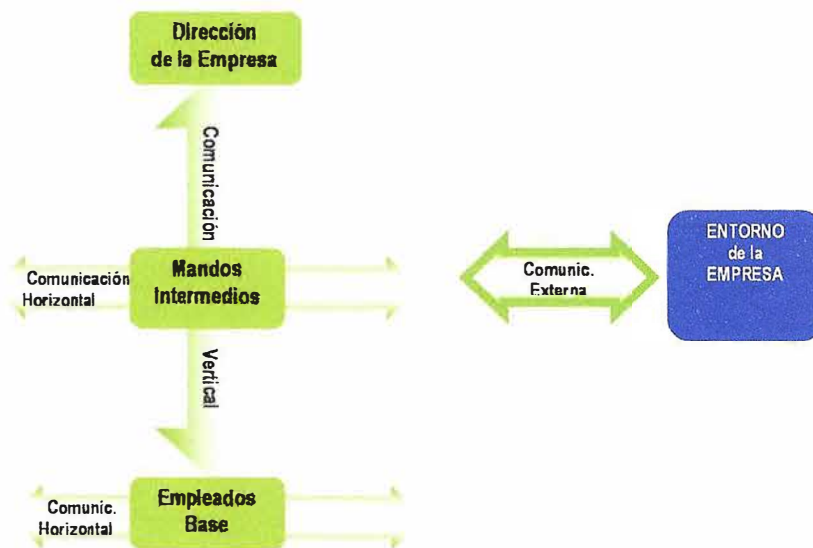 Dirección
de la Empresa
Comunicación
Comunicación
Horizontal
Mandos
Intermedios
Comunic.
Externa
ENTORNO
de la
EMPRESA
Vertical
Comunic.
Horizontal
Empleados
Base